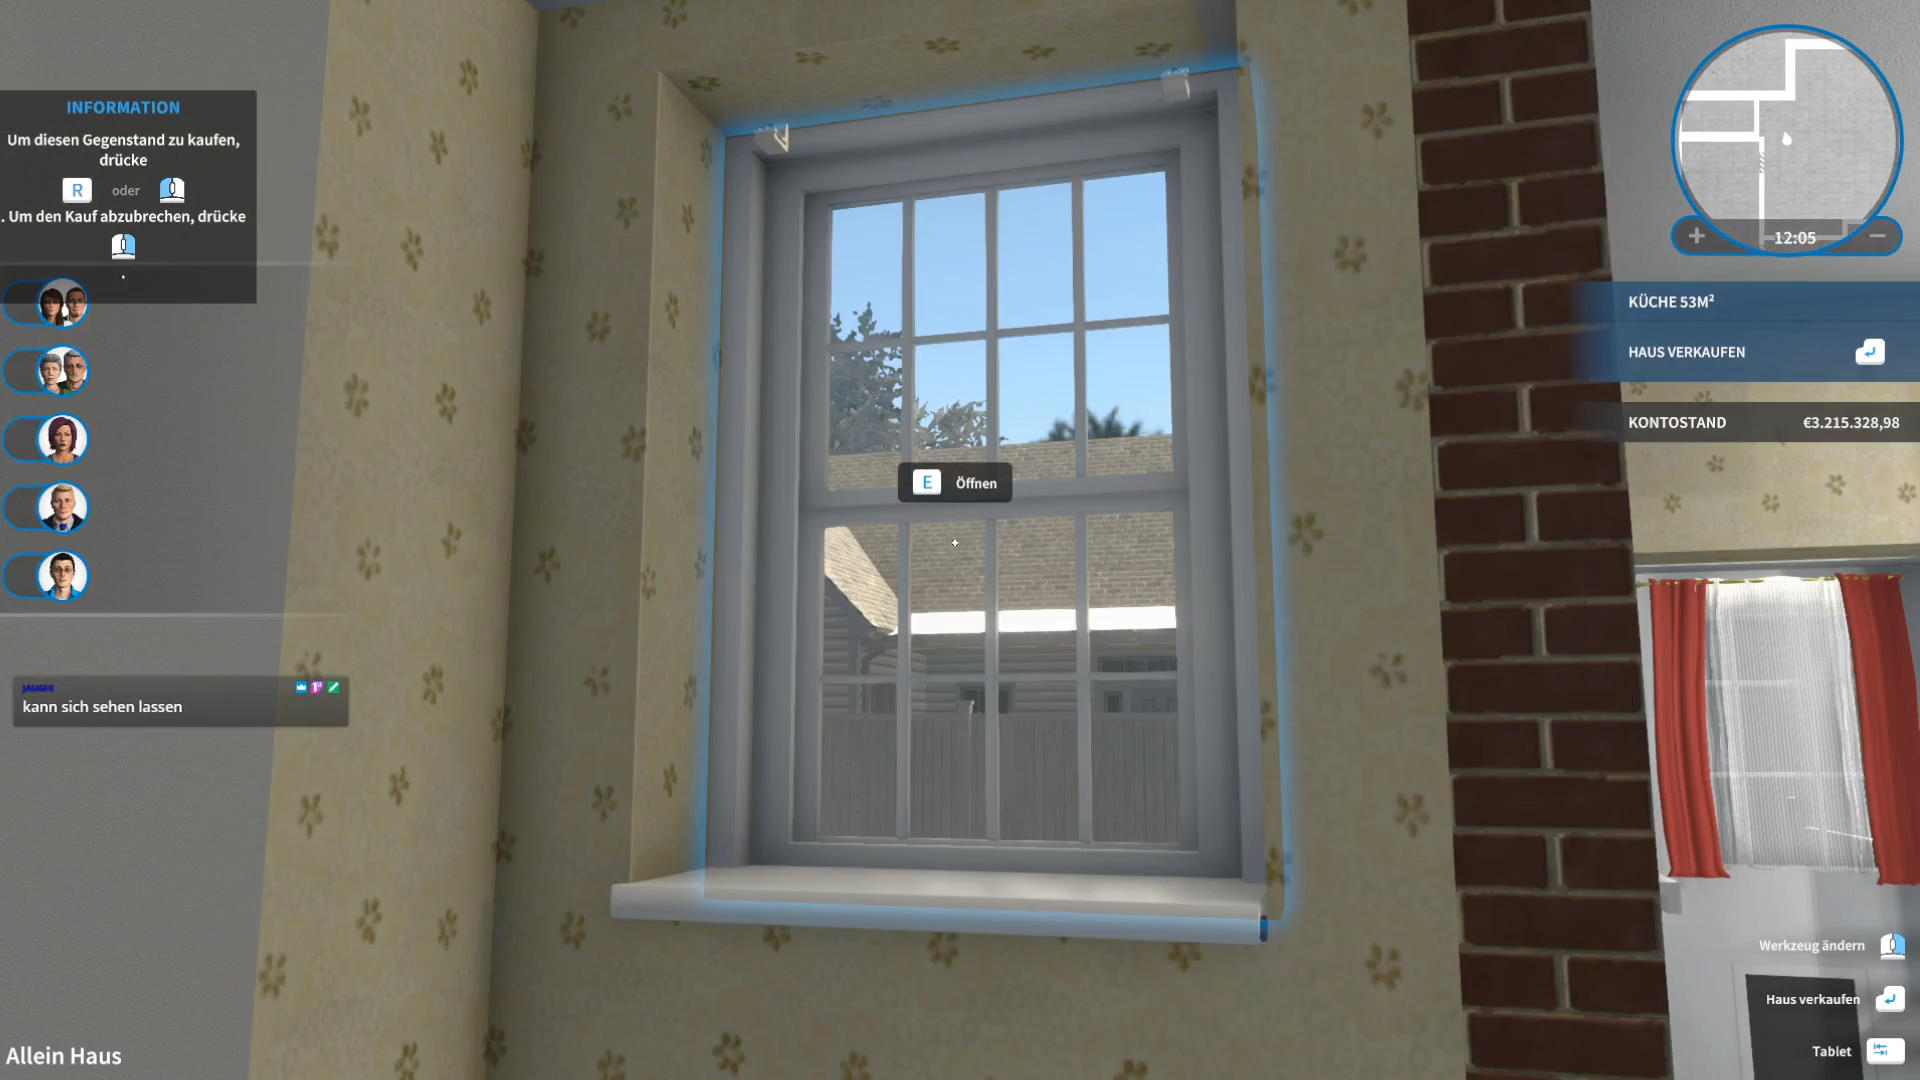 INFORMATION
Um diesen Gegenstand zu kaufen,
drücke
R oder
. Um den Kauf abzubrechen, drücke
.
12:05
KÜCHE 53M²
HAUS VERKAUFEN
KONTOSTAND €3.215.328,98
E Öffnen
JAUGHI
kann sich sehen lassen
Werkzeug ändern
Haus verkaufen
Tablet
Allein Haus